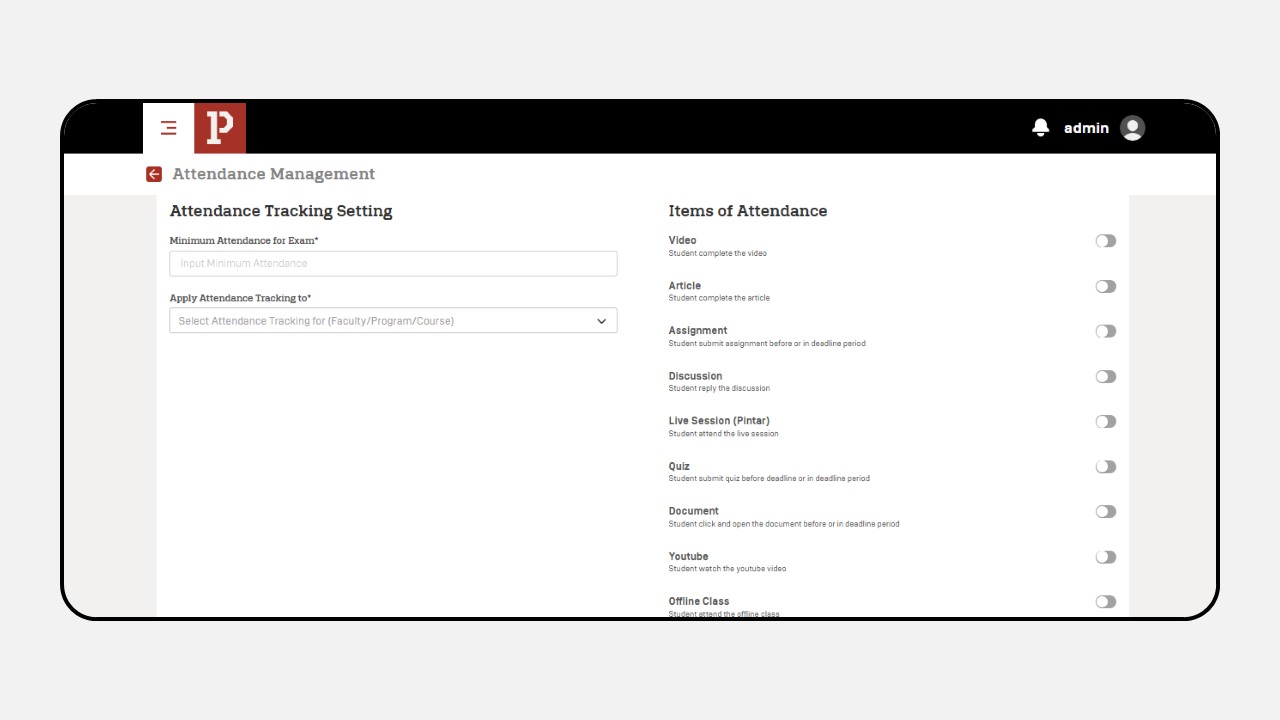 P
admin
Attendance Management
Attendance Tracking Setting
Minimum Attendance for Exam*
Input Minimum Attendance
Apply Attendance Tracking to*
Select Attendance Tracking for (Faculty/Program/Course)
Items of Attendance
Video
Student complete the video
Article
Student complete the article
Assignment
Student submit assignment before or in deadline period
Discussion
Student reply the discussion
Live Session (Pintar)
Student attend the live session
Quiz
Student submit quiz before deadline or in deadline period
Document
Student click and open the document before or in deadline period
Youtube
Student watch the youtube video
Offline Class
Student attend the offline class